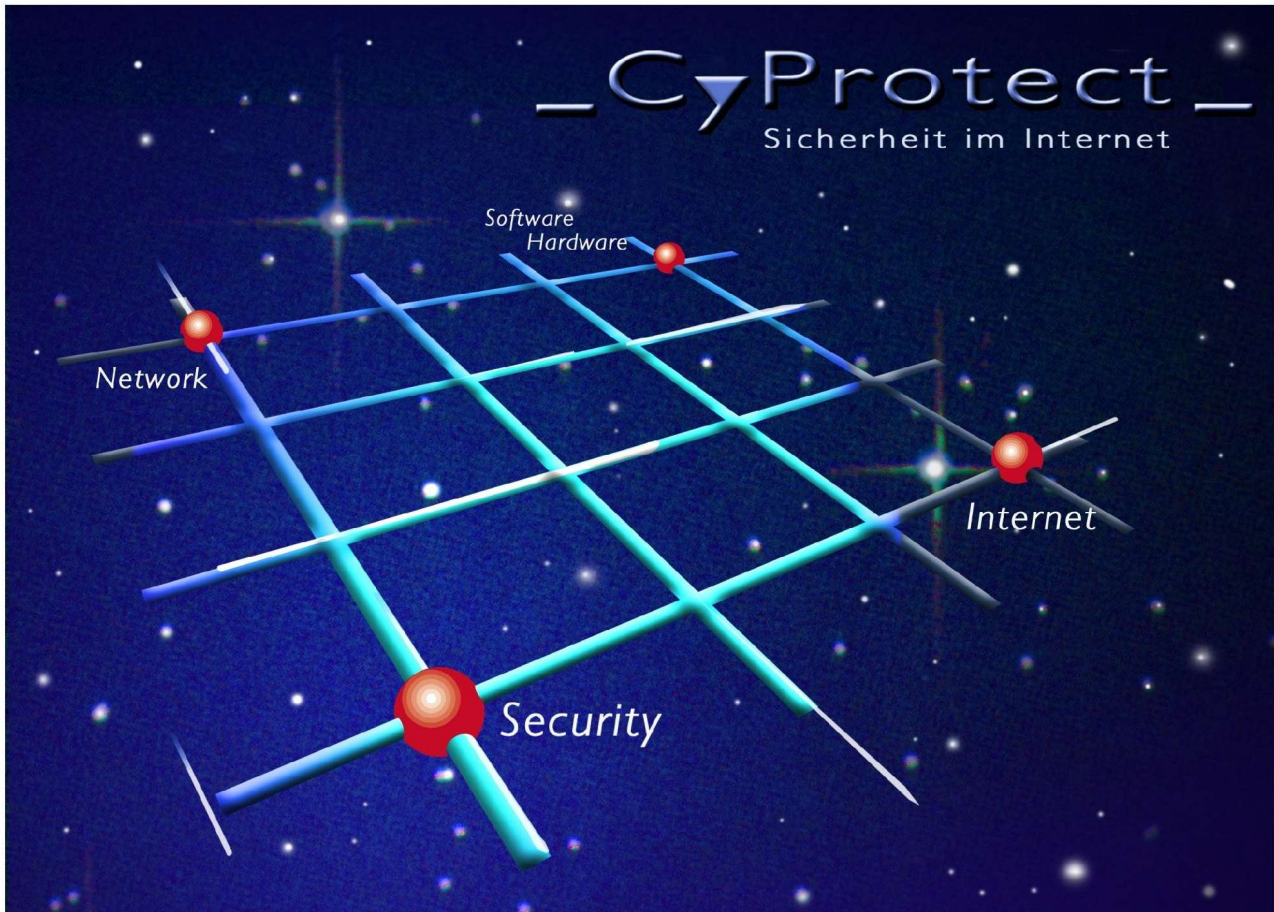 _CyProtect_
Sicherheit im Internet
Software
Hardware
Network
Internet
Security